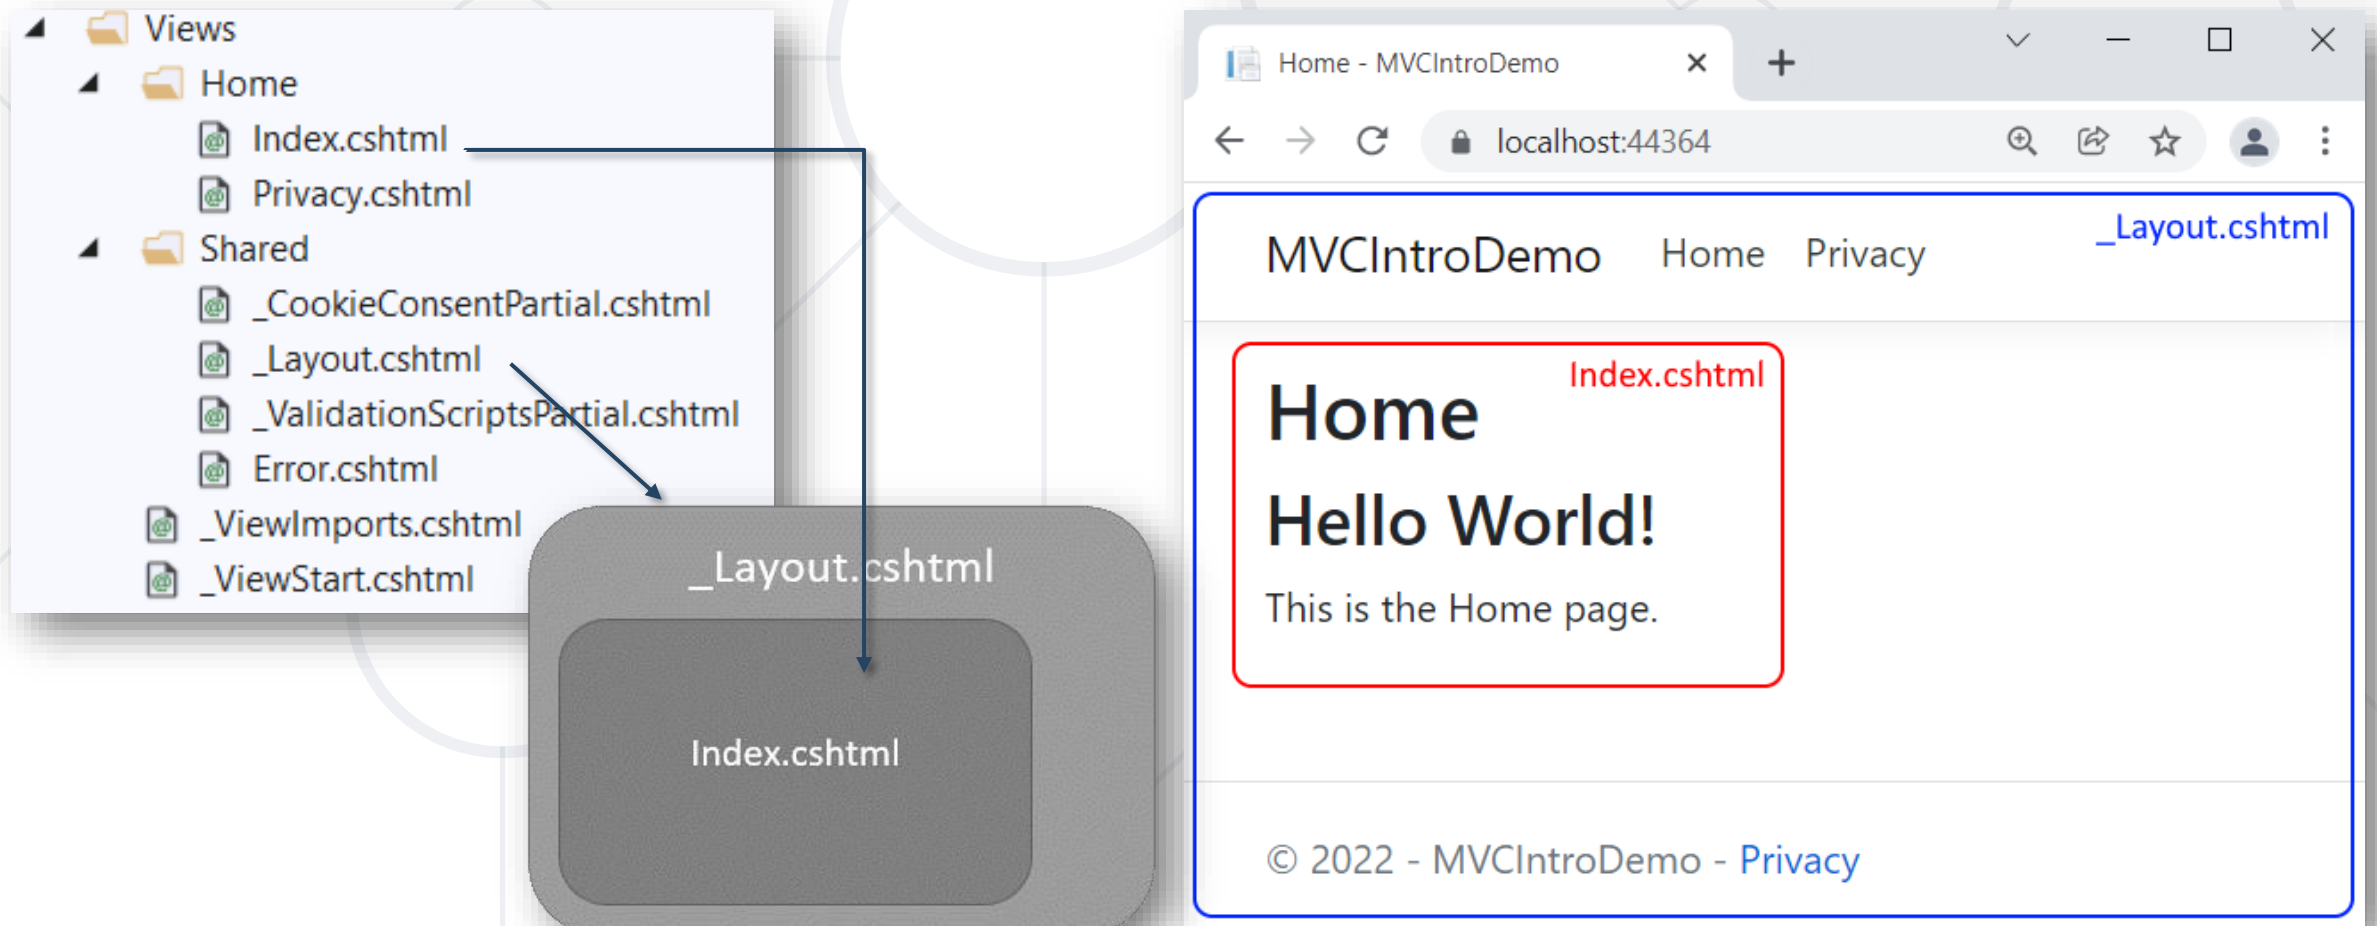 Views
Home
Index.cshtml
Privacy.cshtml
Shared
_CookieConsentPartial.cshtml
_Layout.cshtml
_ValidationScriptsPartial.cshtml
Error.cshtml
_ViewImports.cshtml
_ViewStart.cshtml
_Layout.cshtml
Index.cshtml
Home - MVCIntroDemo
localhost:44364
_Layout.cshtml
MVCIntroDemo Home Privacy
Index.cshtml
Home
Hello World!
This is the Home page.
© 2022 - MVCIntroDemo - Privacy